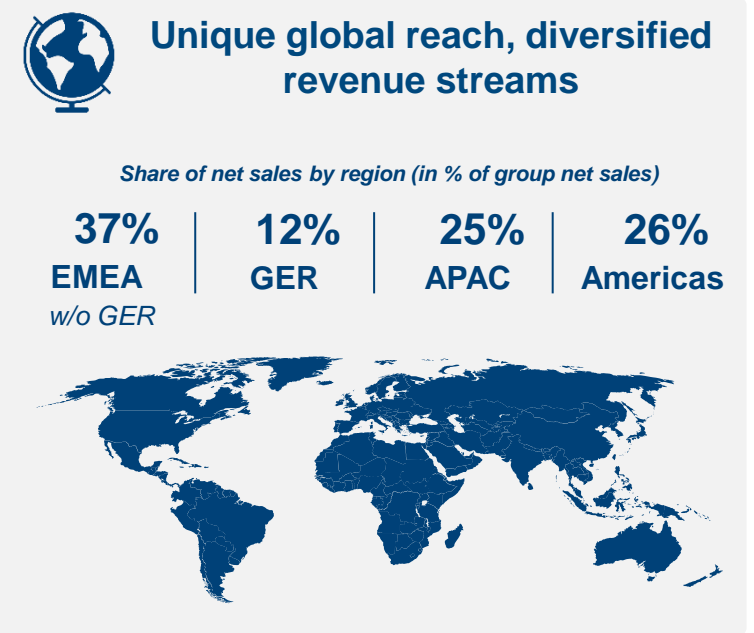 Unique global reach, diversified
revenue streams
Share of net sales by region (in % of group net sales)
37%
EMEA
w/o GER
12%
GER
25%
APAC
26%
Americas